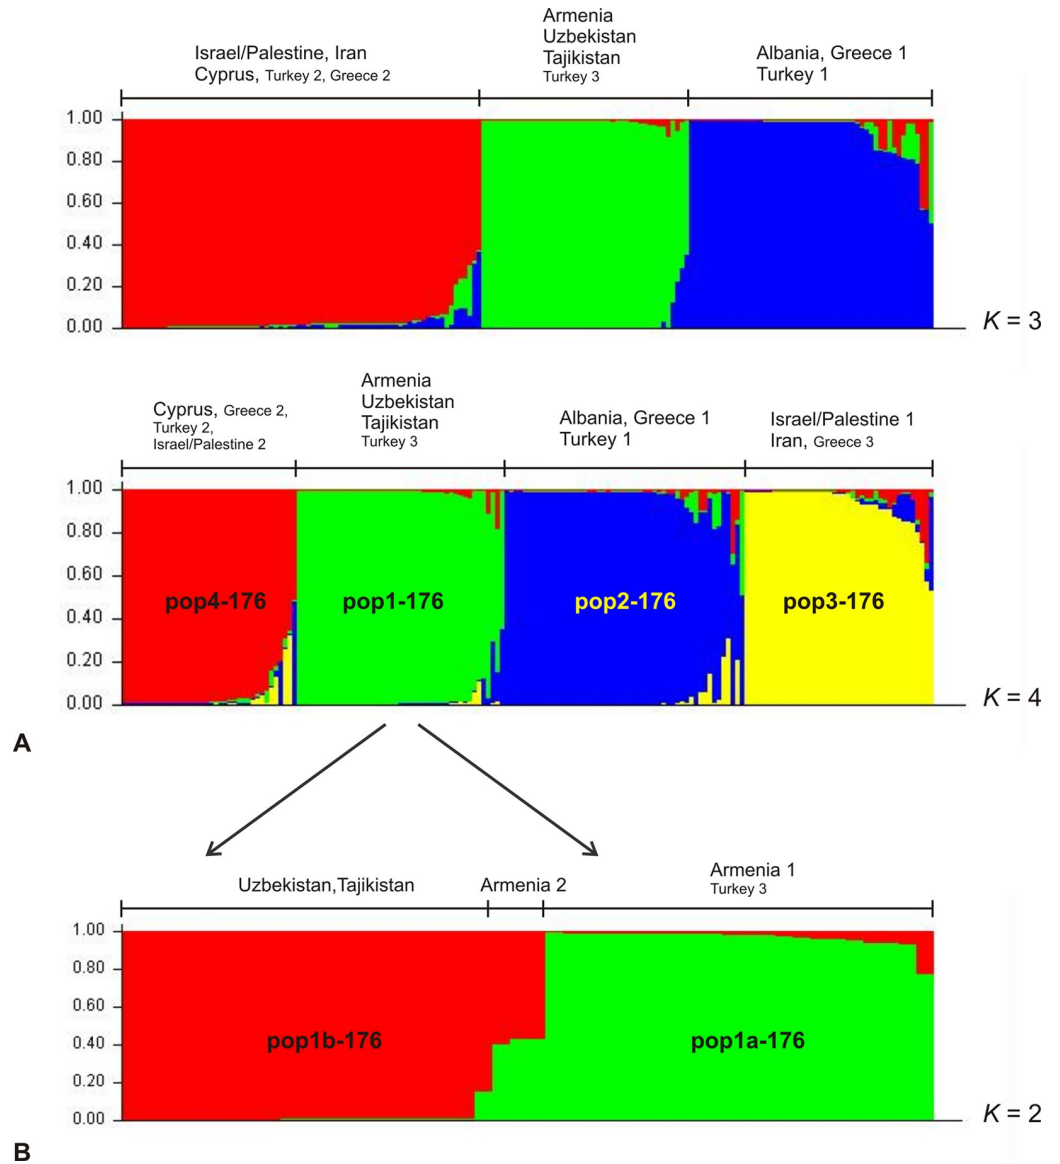 Israel/Palestine, Iran
Cyprus, Turkey 2, Greece 2
Armenia
Uzbekistan
Tajikistan
Turkey 3
Albania, Greece 1
Turkey 1
1.00
0.80
0.60
0.40
0.20
0.00
K = 3
Cyprus, Greece 2,
Turkey 2,
Israel/Palestine 2
Armenia
Uzbekistan
Tajikistan
Turkey 3
Albania, Greece 1
Turkey 1
Israel/Palestine 1
Iran, Greece 3
1.00
0.80
0.60
0.40
0.20
0.00
pop4-176
pop1-176
pop2-176
pop3-176
K = 4
A
Uzbekistan,Tajikistan
Armenia 2
Armenia 1
Turkey 3
1.00
0.80
0.60
0.40
0.20
0.00
pop1b-176
pop1a-176
K = 2
B